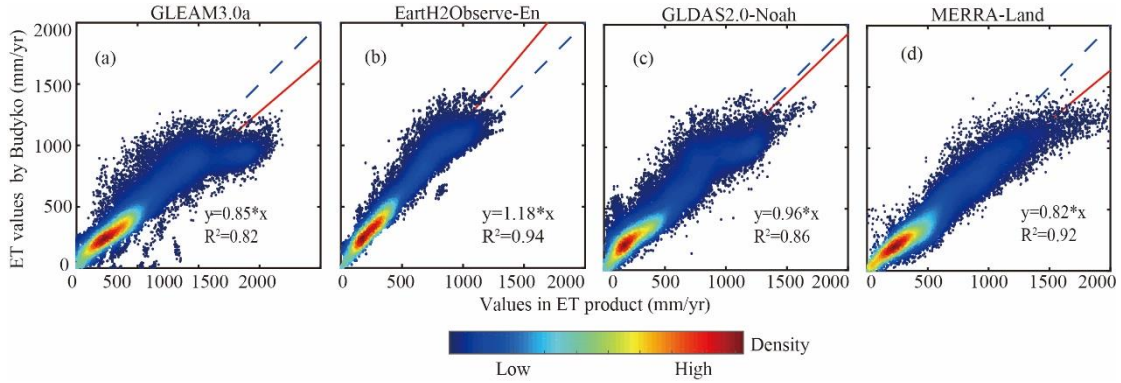 GLEAM3.0a EartH2Observe-En GLDAS2.0-Noah MERRA-Land
ET values by Budyko (mm/yr)
2000
1500
1000
500
0
(a) (b) (c) (d)
y=0.85*x y=1.18*x y=0.96*x y=0.82*x
R²=0.82 R²=0.94 R²=0.86 R²=0.92
0 500 1000 1500 2000 0 500 1000 1500 2000 0 500 1000 1500 2000 0 500 1000 1500 2000
Values in ET product (mm/yr)
Density
Low High